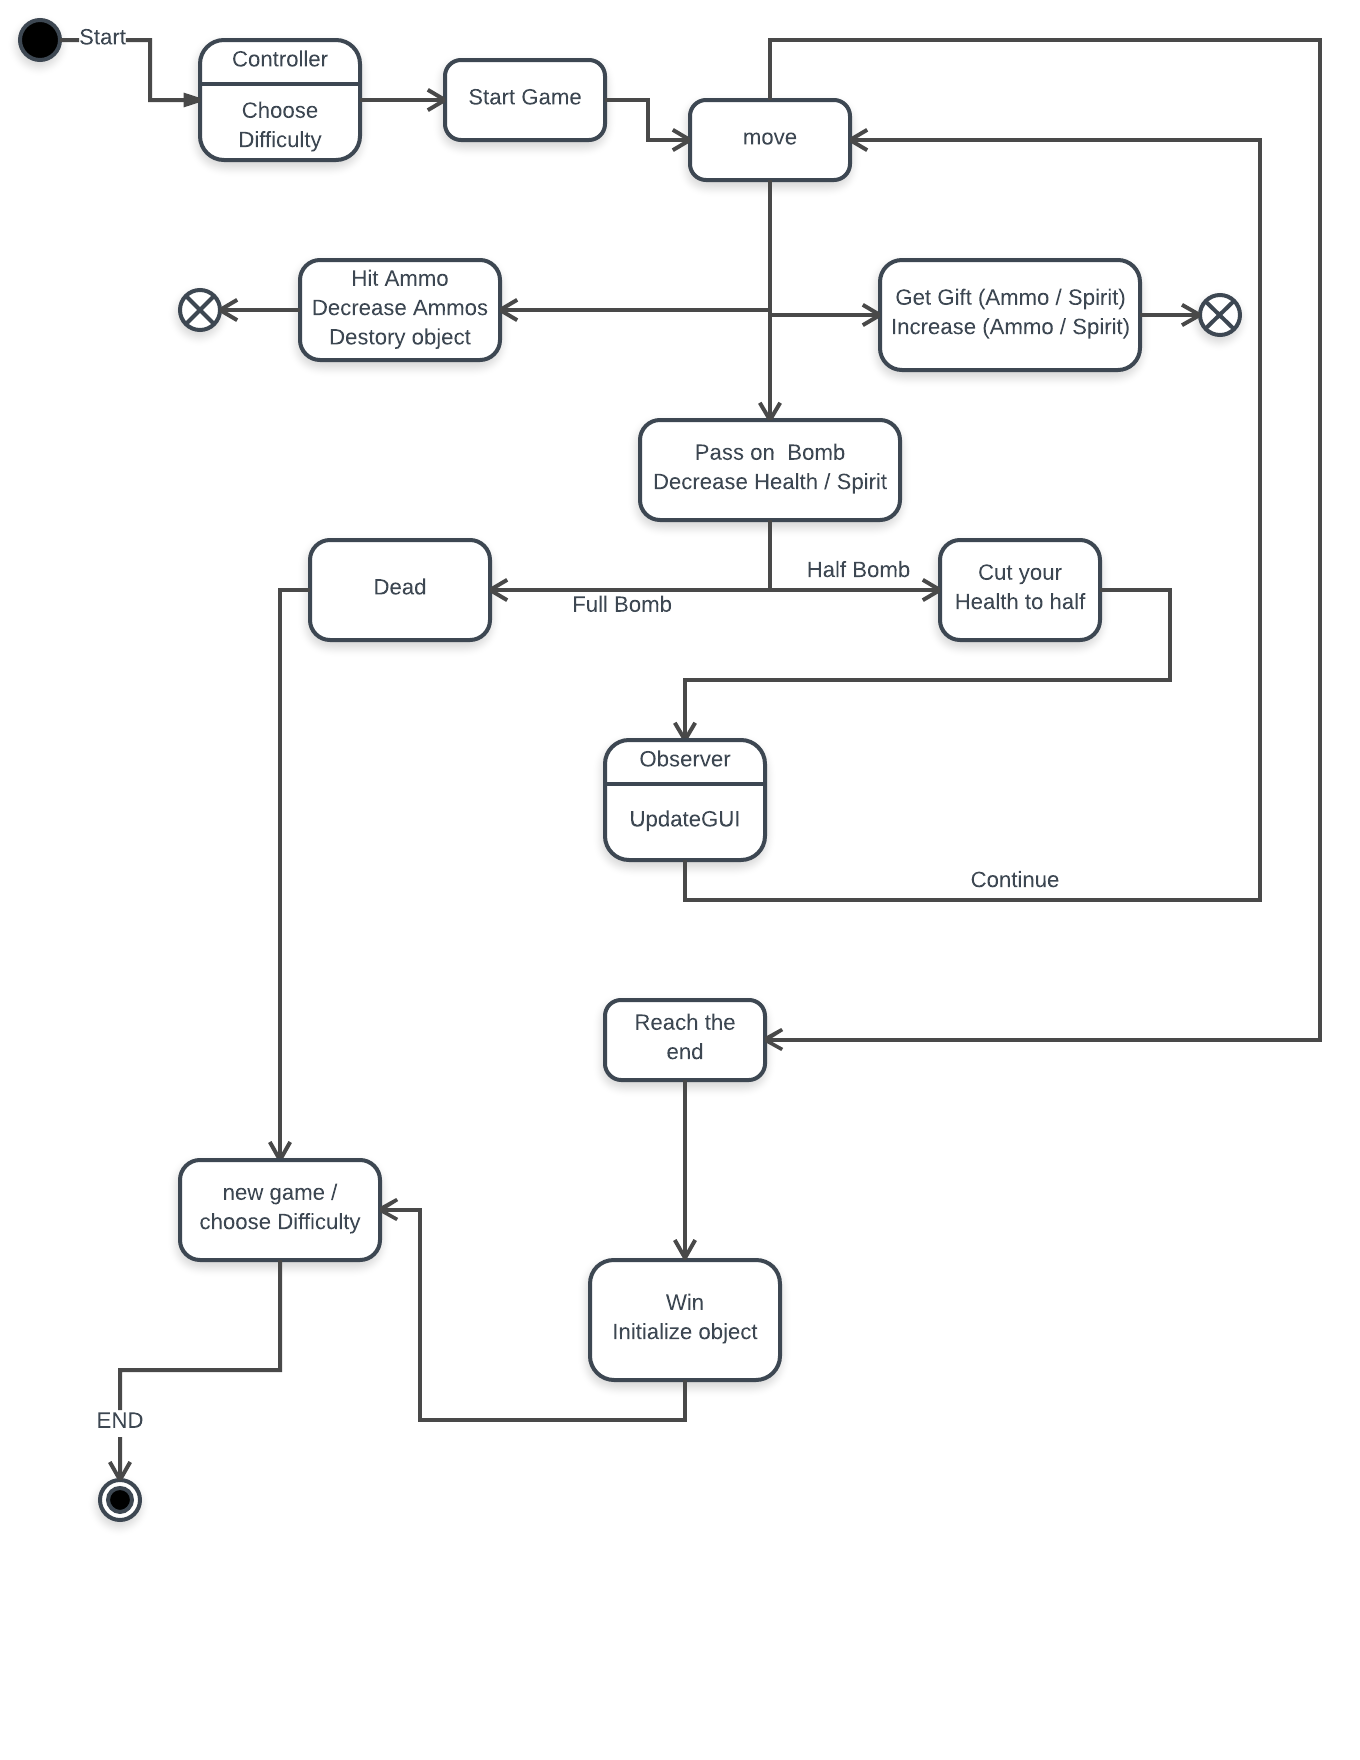 Start
Controller
Choose
Difficulty
Start Game
move
Hit Ammo
Decrease Ammos
Destory object
Get Gift (Ammo / Spirit)
Increase (Ammo / Spirit)
Pass on  Bomb
Decrease Health / Spirit
Dead
Full Bomb
Half Bomb
Cut your
Health to half
Observer
UpdateGUI
Continue
Reach the
end
new game /
choose Difficulty
Win
Initialize object
END